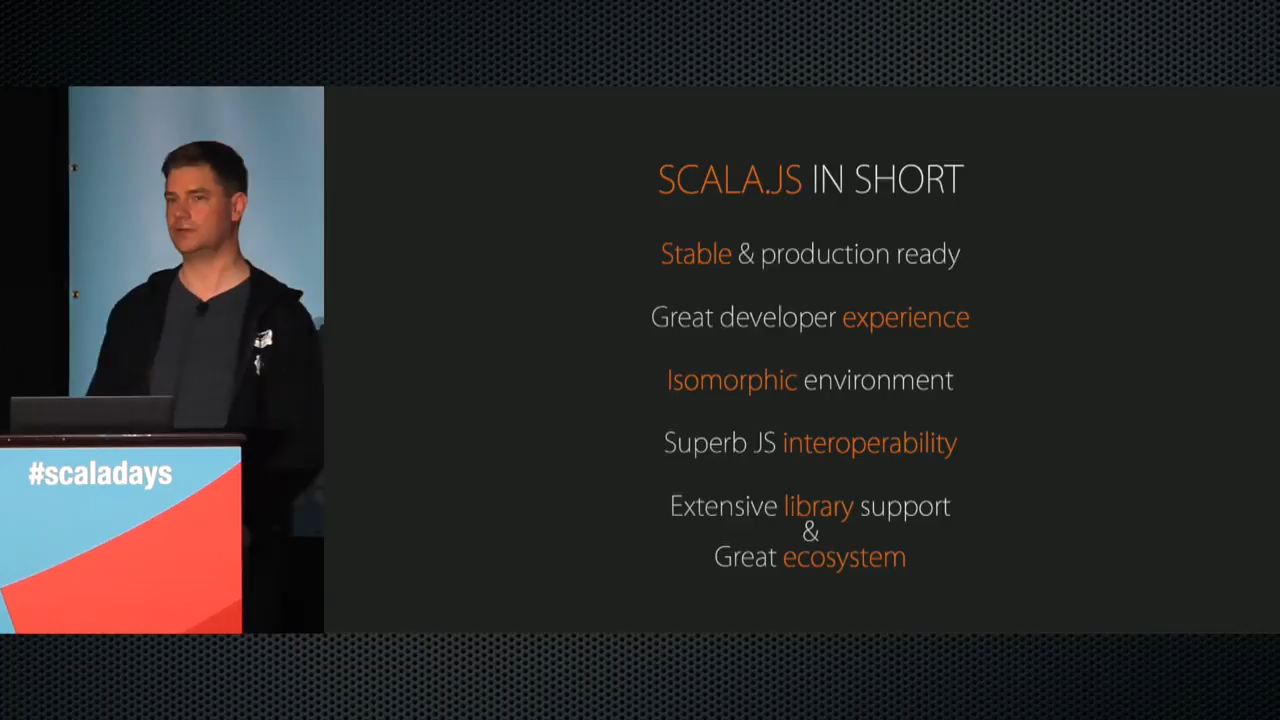 SCALA.JS IN SHORT
Stable & production ready
Great developer experience
Isomorphic environment
Superb JS interoperability
Extensive library support
&
Great ecosystem
#scaladays